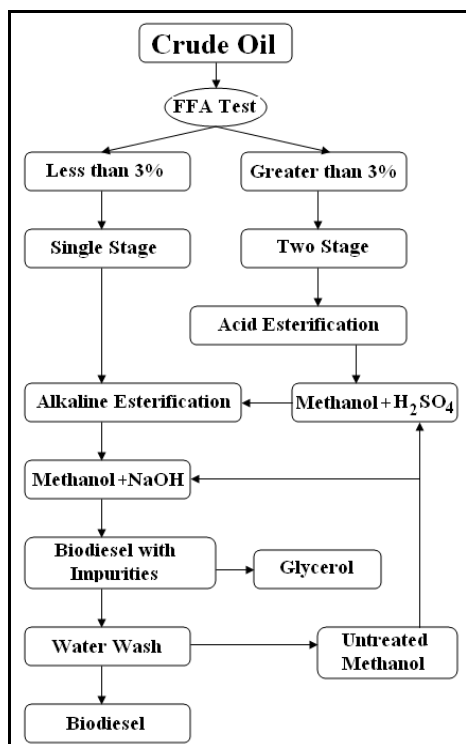 Crude Oil
FFA Test
Less than 3%
Greater than 3%
Single Stage
Two Stage
Acid Esterification
Alkaline Esterification
Methanol+H₂SO₄
Methanol+NaOH
Biodiesel with
Impurities
Glycerol
Water Wash
Untreated
Methanol
Biodiesel